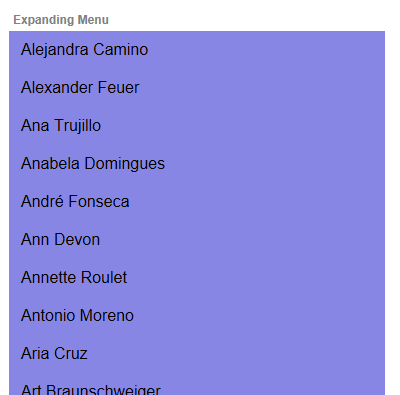 Expanding Menu
Alejandra Camino
Alexander Feuer
Ana Trujillo
Anabela Domingues
André Fonseca
Ann Devon
Annette Roulet
Antonio Moreno
Aria Cruz
Art Braunschweiger